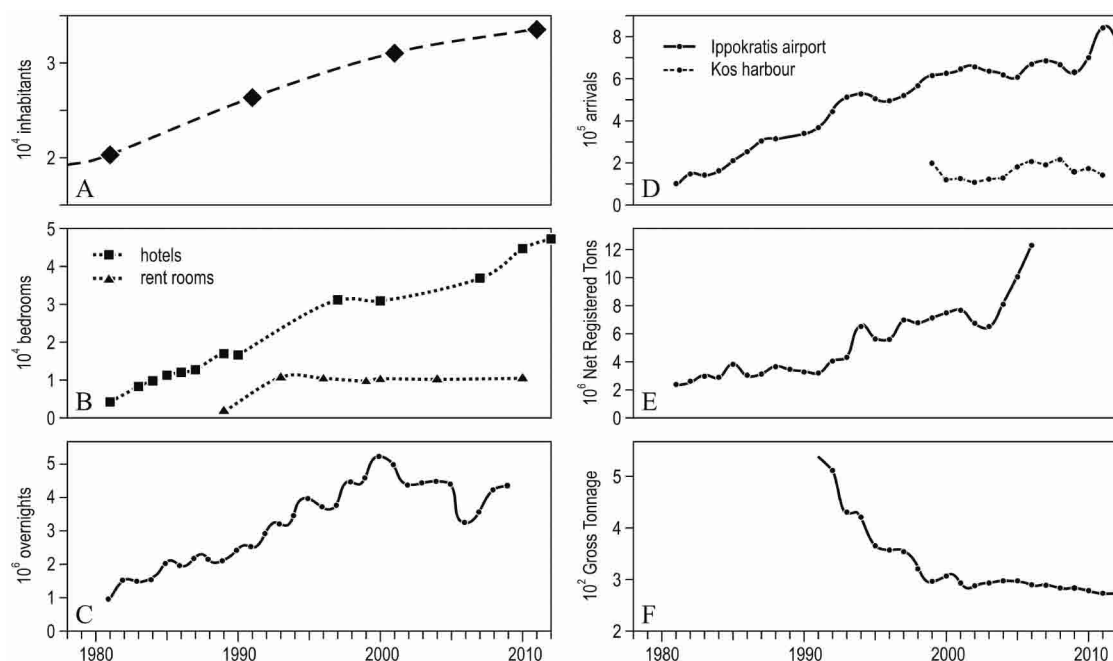 10⁴ inhabitants
3
2
A
10⁴ bedrooms
5
4
3
2
1
0
hotels
rent rooms
B
10⁶ overnights
5
4
3
2
1
0
C
1980
1990
2000
2010
10⁵ arrivals
8
6
4
2
0
Ippokratis airport
Kos harbour
D
10⁶ Net Registered Tons
12
10
8
6
4
2
0
E
10² Gross Tonnage
5
4
3
2
F
1980
1990
2000
2010